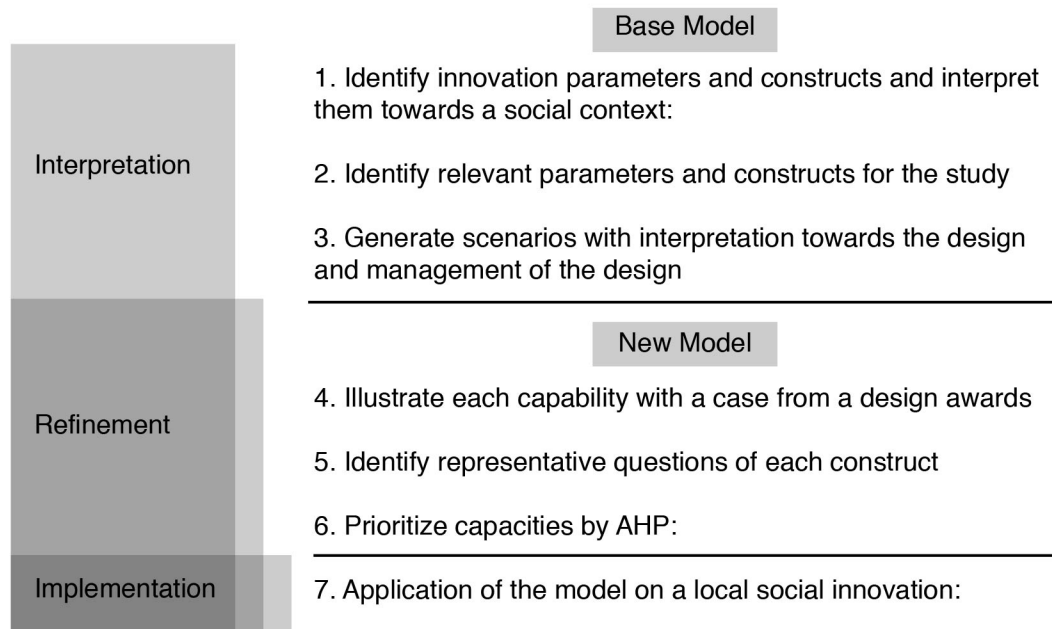 Base Model
1. Identify innovation parameters and constructs and interpret
them towards a social context:
Interpretation
2. Identify relevant parameters and constructs for the study
3. Generate scenarios with interpretation towards the design
and management of the design
New Model
4. Illustrate each capability with a case from a design awards
Refinement
5. Identify representative questions of each construct
6. Prioritize capacities by AHP:
Implementation
7. Application of the model on a local social innovation: